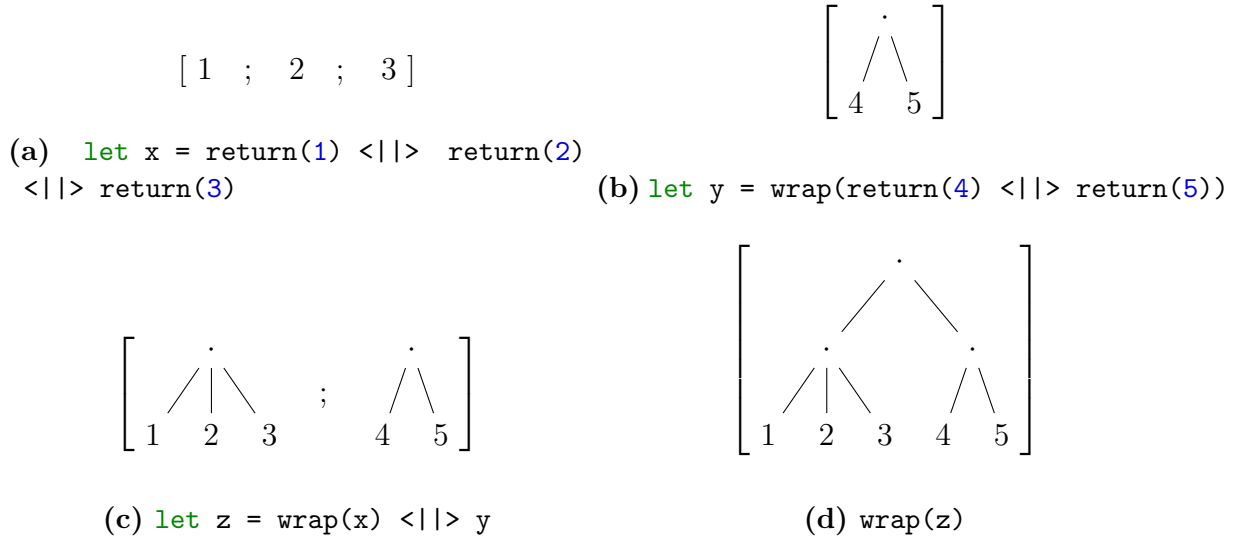 [ 1 ; 2 ; 3 ]
·
4 5
(a) let x = return(1) <||> return(2)
<||> return(3)
(b) let y = wrap(return(4) <||> return(5))
· ; ·
1 2 3 4 5
(c) let z = wrap(x) <||> y
·
· ·
1 2 3 4 5
(d) wrap(z)